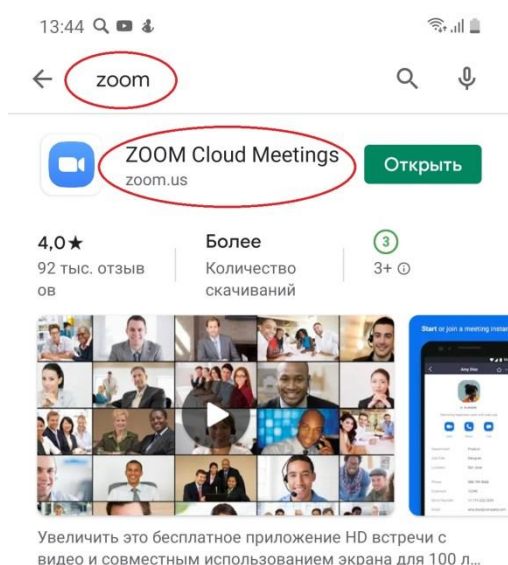 13:44
zoom
ZOOM Cloud Meetings
zoom.us
Открыть
4,0★
92 тыс. отзыв
ов
Более
Количество
скачиваний
3
3+
Start or join a meeting instan
Увеличить это бесплатное приложение HD встречи с
видео и совместным использованием экрана для 100 л...